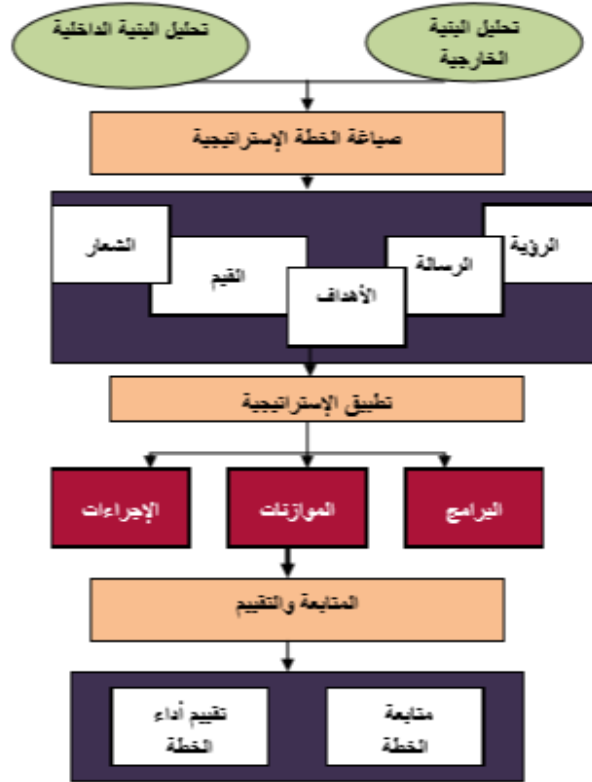 تحليل البنية
الخارجية
تحليل البنية الداخلية
صياغة الخطة الإستراتيجية
الرؤية
الرسالة
الأهداف
القيم
الشعار
تطبيق الإستراتيجية
البرامج
الموازنات
الإجراءات
المتابعة والتقييم
متابعة
الخطة
تقييم أداء
الخطة